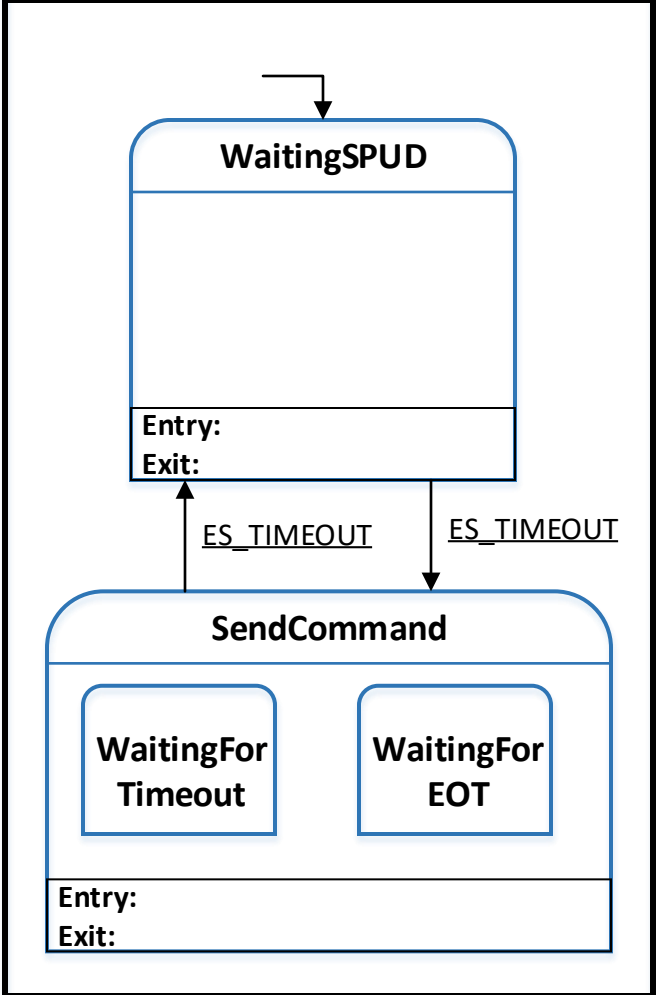 WaitingSPUD
Entry:
Exit:
ES_TIMEOUT
ES_TIMEOUT
SendCommand
WaitingFor
Timeout
WaitingFor
EOT
Entry:
Exit: